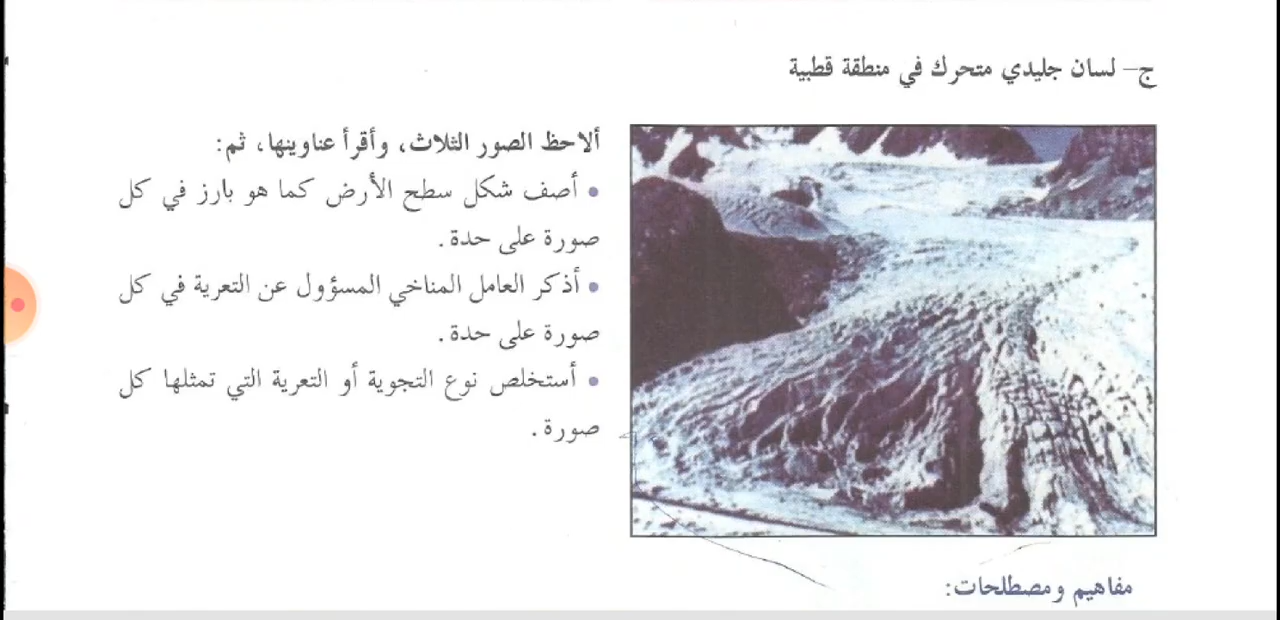 ج- لسان جليدي متحرك في منطقة قطبية
ألاحظ الصور الثلاث، وأقرأ عناوينها، ثم:
• أصف شكل سطح الأرض كما هو بارز في كل
صورة على حدة.
• أذكر العامل المناخي المسؤول عن التعرية في كل
صورة على حدة.
• أستخلص نوع التجوية أو التعرية التي تمثلها كل
صورة.
مفاهيم ومصطلحات: